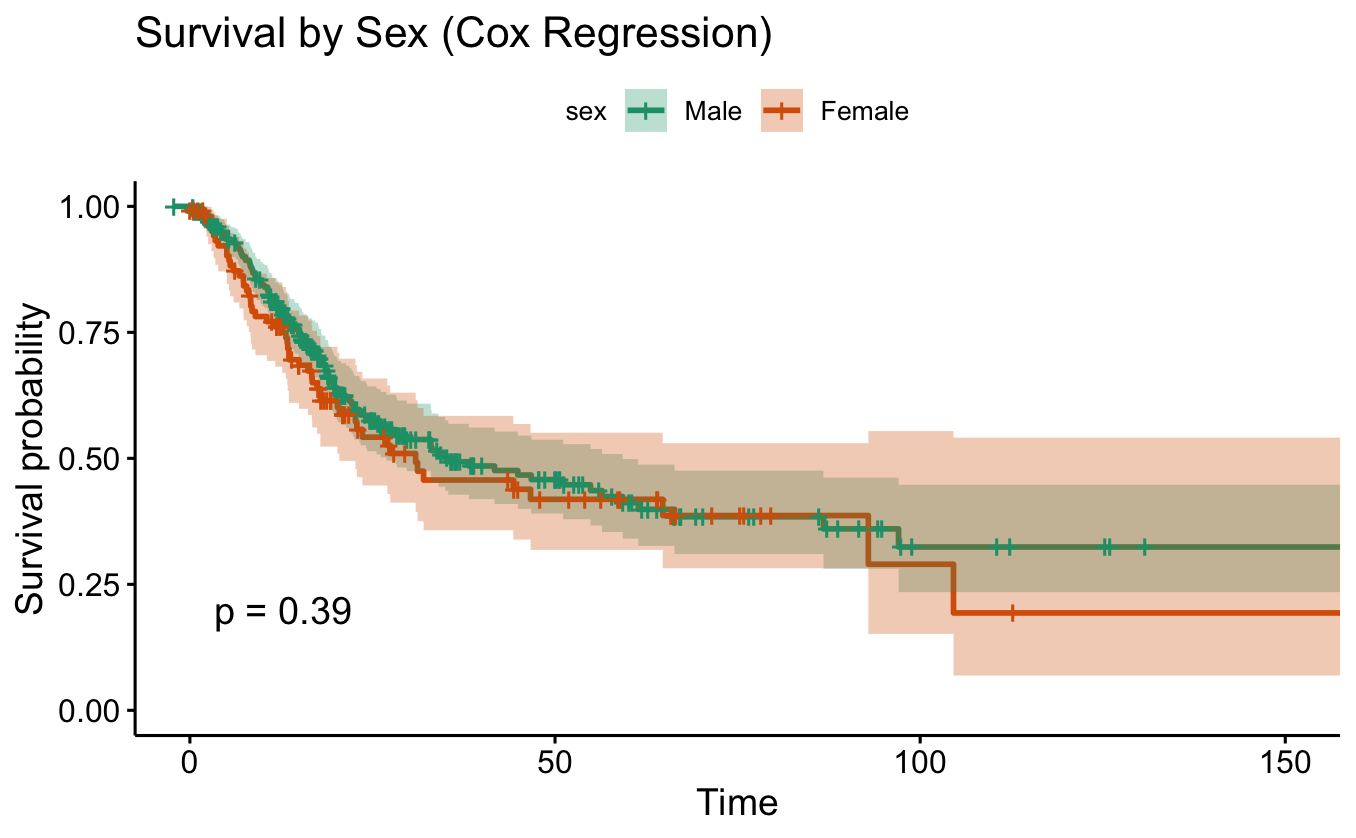 Survival by Sex (Cox Regression)
sex Male Female
Survival probability
1.00
0.75
0.50
0.25
0.00
p = 0.39
0 50 100 150
Time